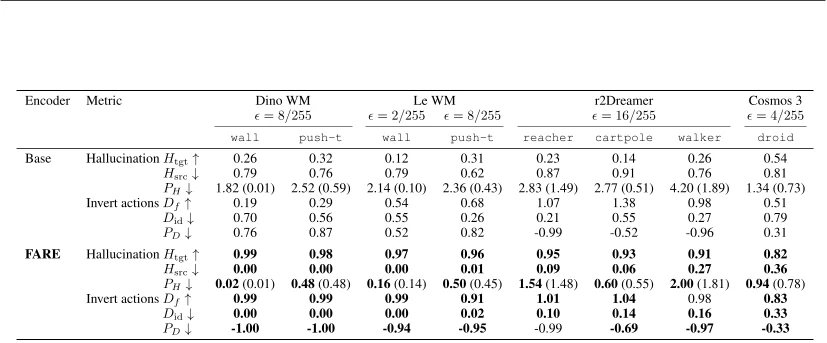 Encoder Metric Dino WM Le WM r2Dreamer Cosmos 3
ϵ = 8/255 ϵ = 2/255 ϵ = 8/255 ϵ = 16/255 ϵ = 4/255
wall push-t wall push-t reacher cartpole walker droid
Base Hallucination H_tgt ↑ 0.26 0.32 0.12 0.31 0.23 0.14 0.26 0.54
H_src ↓ 0.79 0.76 0.79 0.62 0.87 0.91 0.76 0.81
P_H ↓ 1.82 (0.01) 2.52 (0.59) 2.14 (0.10) 2.36 (0.43) 2.83 (1.49) 2.77 (0.51) 4.20 (1.89) 1.34 (0.73)
Invert actions D_f ↑ 0.19 0.29 0.54 0.68 1.07 1.38 0.98 0.51
D_id ↓ 0.70 0.56 0.55 0.26 0.21 0.55 0.27 0.79
P_D ↓ 0.76 0.87 0.52 0.82 -0.99 -0.52 -0.96 0.31
FARE Hallucination H_tgt ↑ 0.99 0.98 0.97 0.96 0.95 0.93 0.91 0.82
H_src ↓ 0.00 0.00 0.00 0.01 0.09 0.06 0.27 0.36
P_H ↓ 0.02 (0.01) 0.48 (0.48) 0.16 (0.14) 0.50 (0.45) 1.54 (1.48) 0.60 (0.55) 2.00 (1.81) 0.94 (0.78)
Invert actions D_f ↑ 0.99 0.99 0.99 0.91 1.01 1.04 0.98 0.83
D_id ↓ 0.00 0.00 0.00 0.02 0.10 0.14 0.16 0.33
P_D ↓ -1.00 -1.00 -0.94 -0.95 -0.99 -0.69 -0.97 -0.33